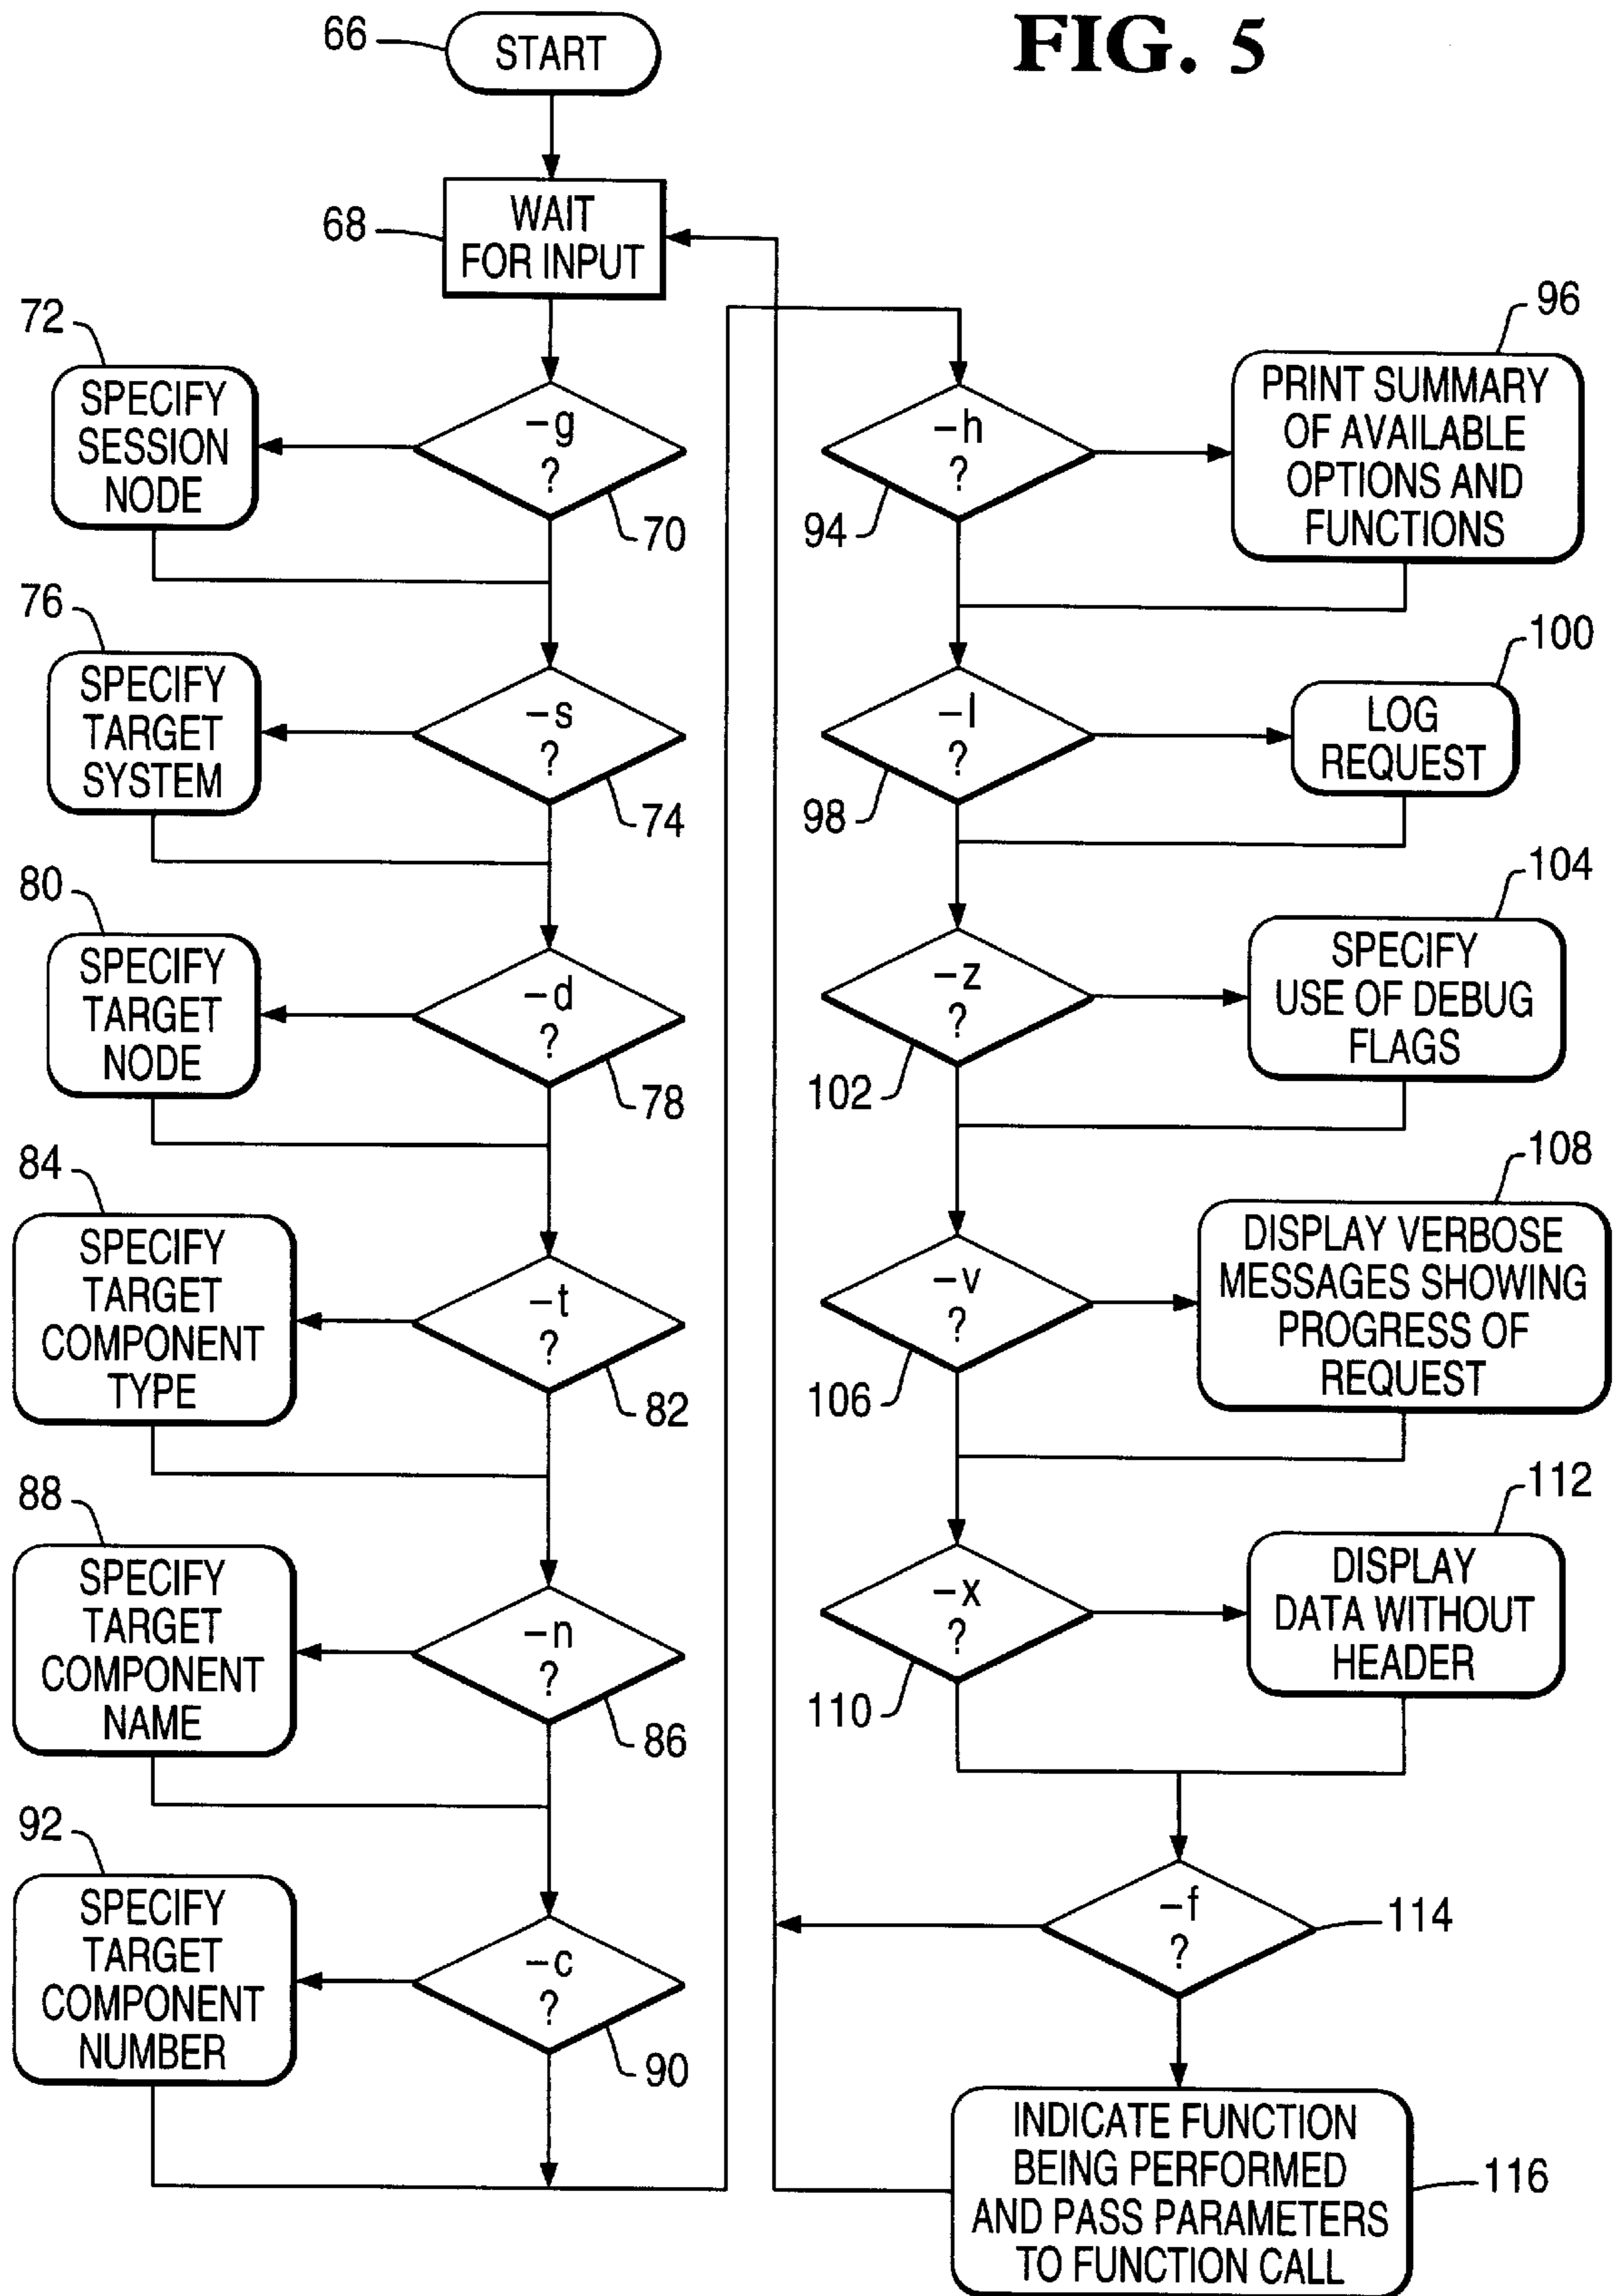 FIG. 5
66
START
68
WAIT
FOR INPUT
72
SPECIFY
SESSION
NODE
–g
?
70
76
SPECIFY
TARGET
SYSTEM
–s
?
74
80
SPECIFY
TARGET
NODE
–d
?
78
84
SPECIFY
TARGET
COMPONENT
TYPE
–t
?
82
88
SPECIFY
TARGET
COMPONENT
NAME
–n
?
86
92
SPECIFY
TARGET
COMPONENT
NUMBER
–c
?
90
–h
?
94
96
PRINT SUMMARY
OF AVAILABLE
OPTIONS AND
FUNCTIONS
–l
?
98
100
LOG
REQUEST
–z
?
102
104
SPECIFY
USE OF DEBUG
FLAGS
–v
?
106
108
DISPLAY VERBOSE
MESSAGES SHOWING
PROGRESS OF
REQUEST
–x
?
110
112
DISPLAY
DATA WITHOUT
HEADER
–f
?
114
INDICATE FUNCTION
BEING PERFORMED
AND PASS PARAMETERS
TO FUNCTION CALL
116